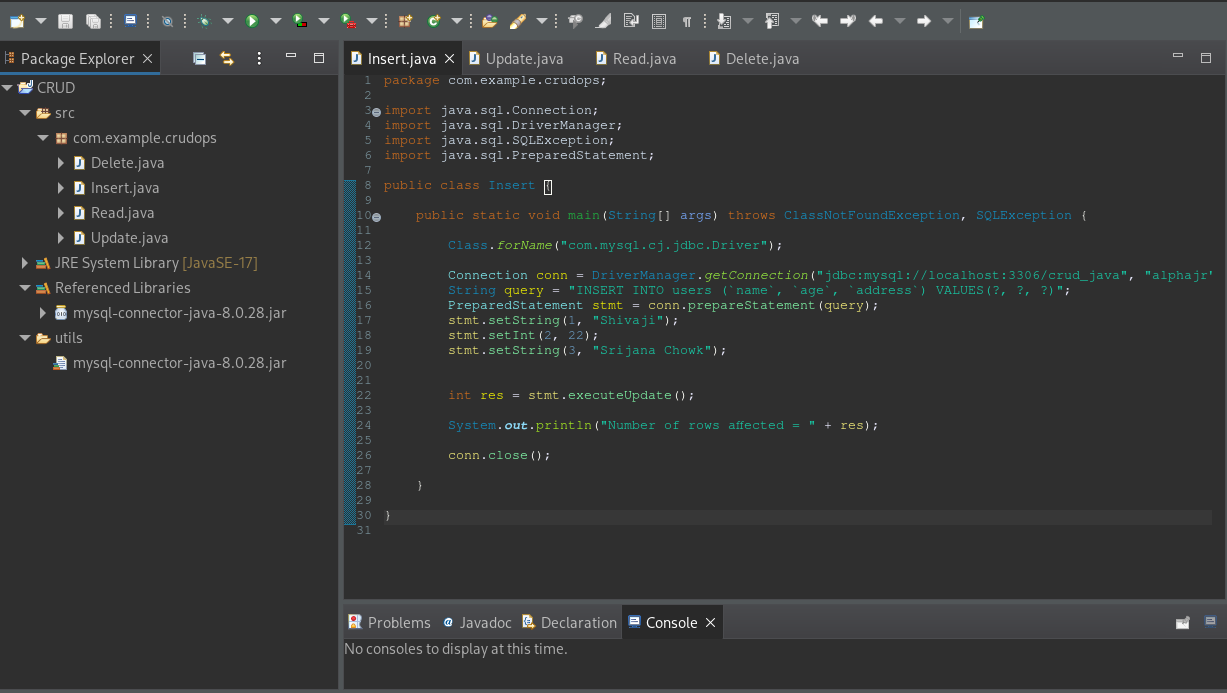 Package Explorer
CRUD
src
com.example.crudops
Delete.java
Insert.java
Read.java
Update.java
JRE System Library [JavaSE-17]
Referenced Libraries
mysql-connector-java-8.0.28.jar
utils
mysql-connector-java-8.0.28.jar
Insert.java Update.java Read.java Delete.java
1 package com.example.crudops;
2
3 import java.sql.Connection;
4 import java.sql.DriverManager;
5 import java.sql.SQLException;
6 import java.sql.PreparedStatement;
7
8 public class Insert {
9
10 public static void main(String[] args) throws ClassNotFoundException, SQLException {
11
12 Class.forName("com.mysql.cj.jdbc.Driver");
13
14 Connection conn = DriverManager.getConnection("jdbc:mysql://localhost:3306/crud_java", "alphajr"
15 String query = "INSERT INTO users (`name`, `age`, `address`) VALUES(?, ?, ?)";
16 PreparedStatement stmt = conn.prepareStatement(query);
17 stmt.setString(1, "Shivaji");
18 stmt.setInt(2, 22);
19 stmt.setString(3, "Srijana Chowk");
20
21
22 int res = stmt.executeUpdate();
23
24 System.out.println("Number of rows affected = " + res);
25
26 conn.close();
27
28 }
29
30 }
31
Problems Javadoc Declaration Console
No consoles to display at this time.